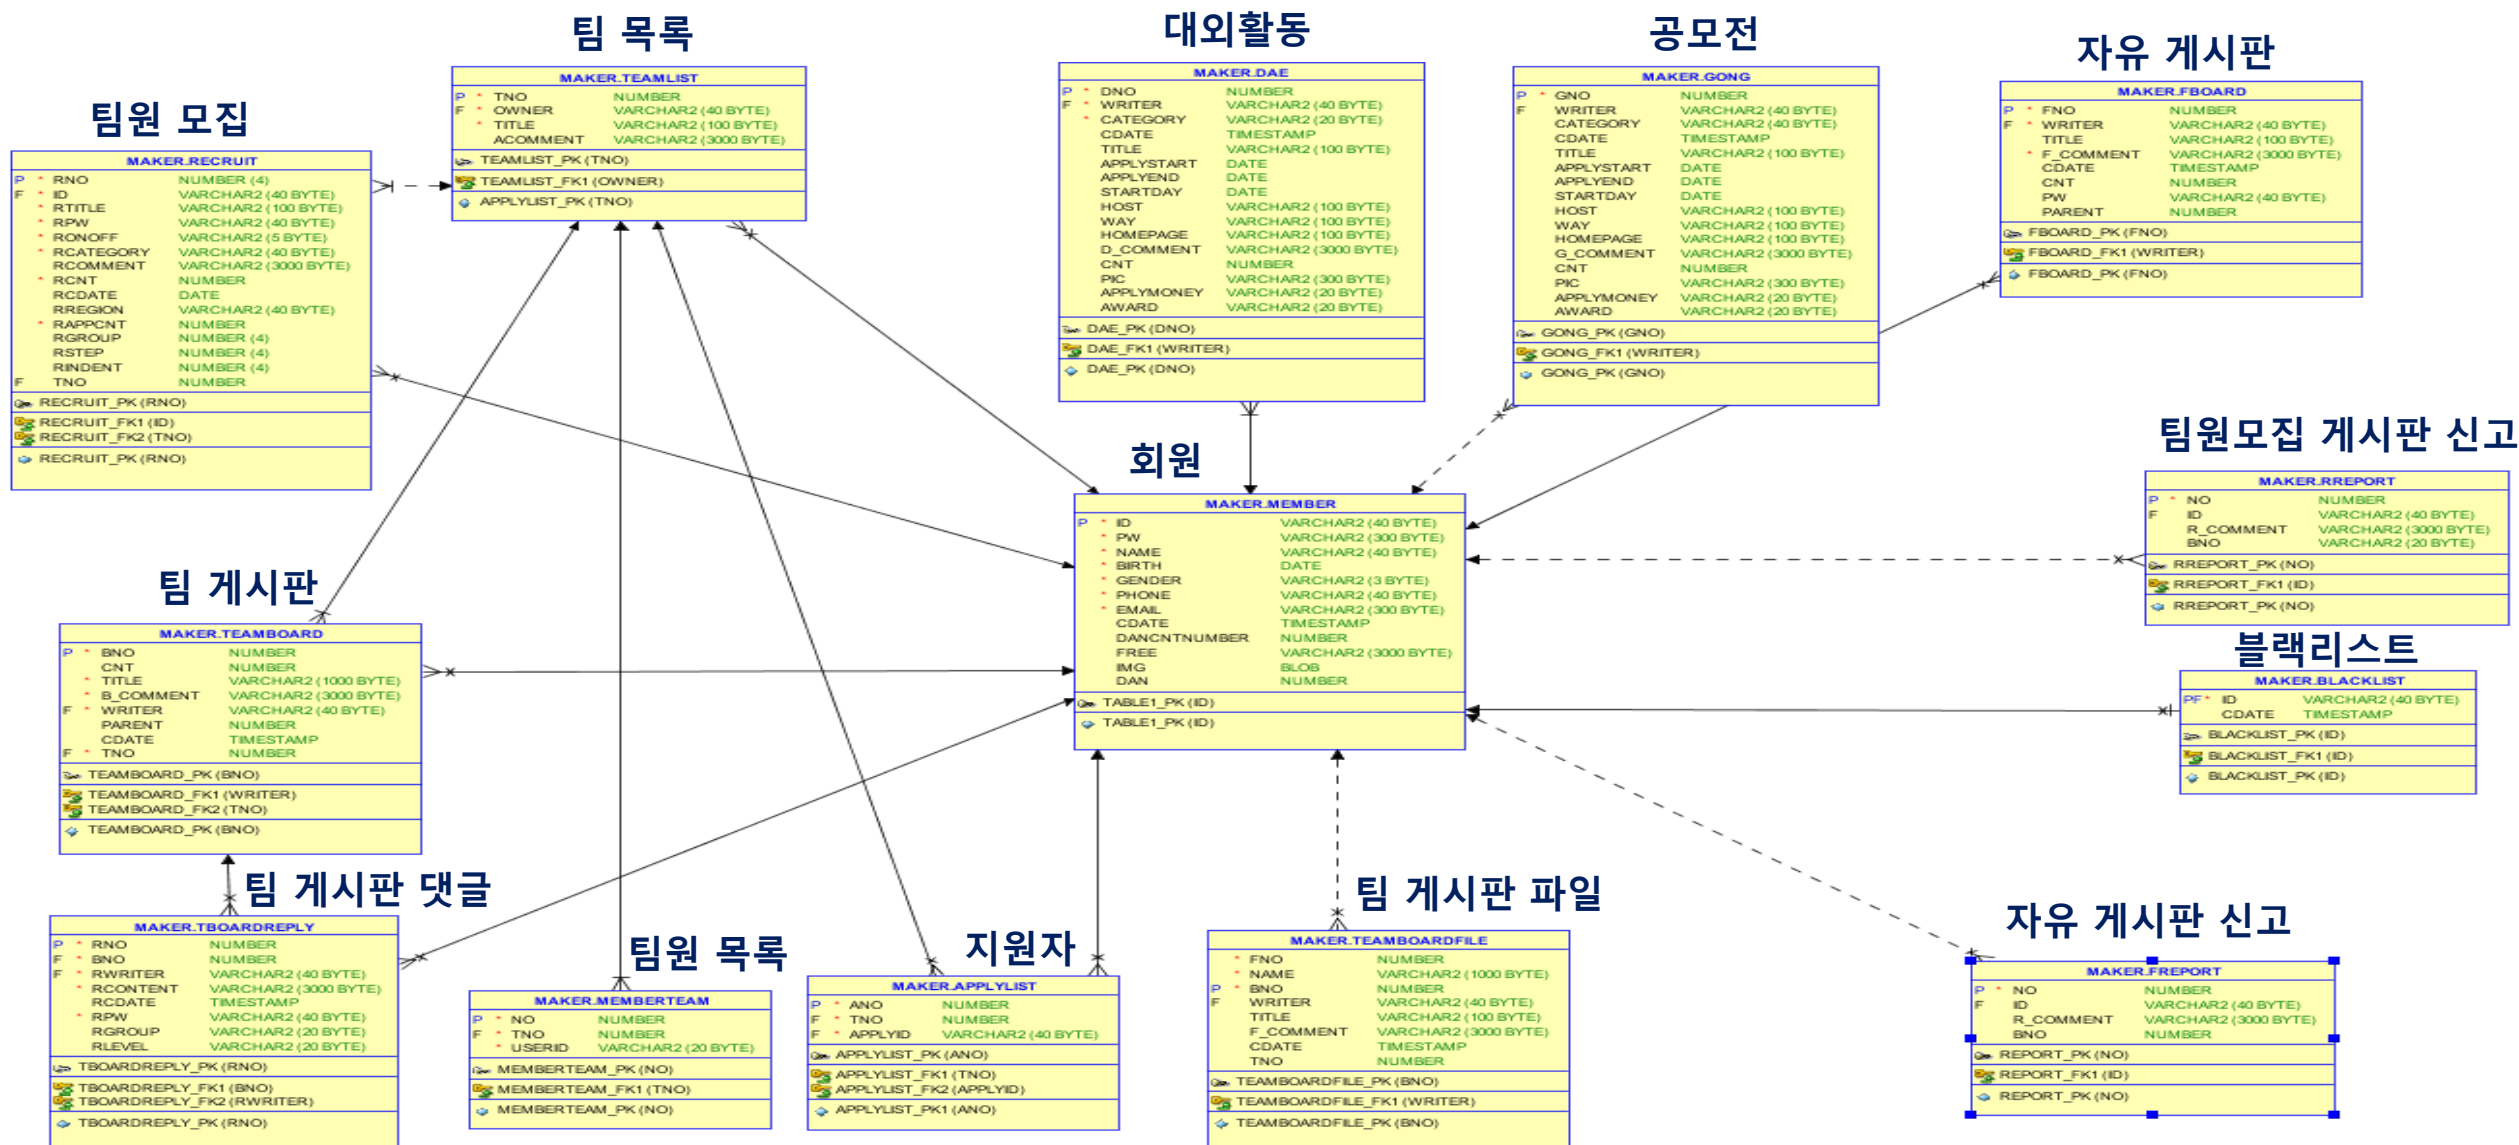 팀 목록
MAKER.TEAMLIST
P * TNO NUMBER
F * OWNER VARCHAR2 (40 BYTE)
* TITLE VARCHAR2 (100 BYTE)
ACOMMENT VARCHAR2 (3000 BYTE)
TEAMLIST_PK (TNO)
TEAMLIST_FK1 (OWNER)
APPLYLIST_PK (TNO)
대외활동
MAKER.DAE
P * DNO NUMBER
F * WRITER VARCHAR2 (40 BYTE)
* CATEGORY VARCHAR2 (20 BYTE)
CDATE TIMESTAMP
TITLE VARCHAR2 (100 BYTE)
APPLYSTART DATE
APPLYEND DATE
STARTDAY DATE
HOST VARCHAR2 (100 BYTE)
WAY VARCHAR2 (100 BYTE)
HOMEPAGE VARCHAR2 (100 BYTE)
D_COMMENT VARCHAR2 (3000 BYTE)
CNT NUMBER
PIC VARCHAR2 (300 BYTE)
APPLYMONEY VARCHAR2 (20 BYTE)
AWARD VARCHAR2 (20 BYTE)
DAE_PK (DNO)
DAE_FK1 (WRITER)
DAE_PK (DNO)
공모전
MAKER.GONG
P * GNO NUMBER
F WRITER VARCHAR2 (40 BYTE)
CATEGORY VARCHAR2 (40 BYTE)
CDATE TIMESTAMP
TITLE VARCHAR2 (100 BYTE)
APPLYSTART DATE
APPLYEND DATE
STARTDAY DATE
HOST VARCHAR2 (100 BYTE)
WAY VARCHAR2 (100 BYTE)
HOMEPAGE VARCHAR2 (100 BYTE)
G_COMMENT VARCHAR2 (3000 BYTE)
CNT NUMBER
PIC VARCHAR2 (300 BYTE)
APPLYMONEY VARCHAR2 (20 BYTE)
AWARD VARCHAR2 (20 BYTE)
GONG_PK (GNO)
GONG_FK1 (WRITER)
GONG_PK (GNO)
자유 게시판
MAKER.FBOARD
P * FNO NUMBER
F * WRITER VARCHAR2 (40 BYTE)
TITLE VARCHAR2 (100 BYTE)
* F_COMMENT VARCHAR2 (3000 BYTE)
CDATE TIMESTAMP
CNT NUMBER
PW VARCHAR2 (40 BYTE)
PARENT NUMBER
FBOARD_PK (FNO)
FBOARD_FK1 (WRITER)
FBOARD_PK (FNO)
팀원 모집
MAKER.RECRUIT
P * RNO NUMBER (4)
F * ID VARCHAR2 (40 BYTE)
* RTITLE VARCHAR2 (100 BYTE)
* RPW VARCHAR2 (40 BYTE)
* RONOFF VARCHAR2 (5 BYTE)
* RCATEGORY VARCHAR2 (40 BYTE)
RCOMMENT VARCHAR2 (3000 BYTE)
* RCNT NUMBER
RCDATE DATE
RREGION VARCHAR2 (40 BYTE)
* RAPPCNT NUMBER
RGROUP NUMBER (4)
RSTEP NUMBER (4)
RINDENT NUMBER (4)
F TNO NUMBER
RECRUIT_PK (RNO)
RECRUIT_FK1 (ID)
RECRUIT_FK2 (TNO)
RECRUIT_PK (RNO)
회원
MAKER.MEMBER
P * ID VARCHAR2 (40 BYTE)
* PW VARCHAR2 (300 BYTE)
* NAME VARCHAR2 (40 BYTE)
* BIRTH DATE
* GENDER VARCHAR2 (3 BYTE)
* PHONE VARCHAR2 (40 BYTE)
* EMAIL VARCHAR2 (300 BYTE)
CDATE TIMESTAMP
DANCNTNUMBER NUMBER
FREE VARCHAR2 (3000 BYTE)
IMG BLOB
DAN NUMBER
TABLE1_PK (ID)
TABLE1_PK (ID)
팀원모집 게시판 신고
MAKER.RREPORT
P * NO NUMBER
F ID VARCHAR2 (40 BYTE)
R_COMMENT VARCHAR2 (3000 BYTE)
BNO VARCHAR2 (20 BYTE)
RREPORT_PK (NO)
RREPORT_FK1 (ID)
RREPORT_PK (NO)
블랙리스트
MAKER.BLACKLIST
PF * ID VARCHAR2 (40 BYTE)
CDATE TIMESTAMP
BLACKLIST_PK (ID)
BLACKLIST_FK1 (ID)
BLACKLIST_PK (ID)
팀 게시판
MAKER.TEAMBOARD
P * BNO NUMBER
CNT NUMBER
* TITLE VARCHAR2 (1000 BYTE)
* B_COMMENT VARCHAR2 (3000 BYTE)
F * WRITER VARCHAR2 (40 BYTE)
PARENT NUMBER
CDATE TIMESTAMP
F * TNO NUMBER
TEAMBOARD_PK (BNO)
TEAMBOARD_FK1 (WRITER)
TEAMBOARD_FK2 (TNO)
TEAMBOARD_PK (BNO)
팀 게시판 댓글
MAKER.TBOARDREPLY
P * RNO NUMBER
F * BNO NUMBER
F * RWRITER VARCHAR2 (40 BYTE)
* RCONTENT VARCHAR2 (3000 BYTE)
RCDATE TIMESTAMP
* RPW VARCHAR2 (40 BYTE)
RGROUP VARCHAR2 (20 BYTE)
RLEVEL VARCHAR2 (20 BYTE)
TBOARDREPLY_PK (RNO)
TBOARDREPLY_FK1 (BNO)
TBOARDREPLY_FK2 (RWRITER)
TBOARDREPLY_PK (RNO)
팀원 목록
MAKER.MEMBERTEAM
P * NO NUMBER
F * TNO NUMBER
* USERID VARCHAR2 (20 BYTE)
MEMBERTEAM_PK (NO)
MEMBERTEAM_FK1 (TNO)
MEMBERTEAM_PK (NO)
지원자
MAKER.APPLYLIST
P * ANO NUMBER
F * TNO NUMBER
F * APPLYID VARCHAR2 (40 BYTE)
APPLYLIST_PK (ANO)
APPLYLIST_FK1 (TNO)
APPLYLIST_FK2 (APPLYID)
APPLYLIST_PK1 (ANO)
팀 게시판 파일
MAKER.TEAMBOARDFILE
* FNO NUMBER
* NAME VARCHAR2 (1000 BYTE)
P * BNO NUMBER
F WRITER VARCHAR2 (40 BYTE)
TITLE VARCHAR2 (100 BYTE)
F_COMMENT VARCHAR2 (3000 BYTE)
CDATE TIMESTAMP
TNO NUMBER
TEAMBOARDFILE_PK (BNO)
TEAMBOARDFILE_FK1 (WRITER)
TEAMBOARDFILE_PK (BNO)
자유 게시판 신고
MAKER.FREPORT
P * NO NUMBER
F ID VARCHAR2 (40 BYTE)
R_COMMENT VARCHAR2 (3000 BYTE)
BNO NUMBER
REPORT_PK (NO)
REPORT_FK1 (ID)
REPORT_PK (NO)